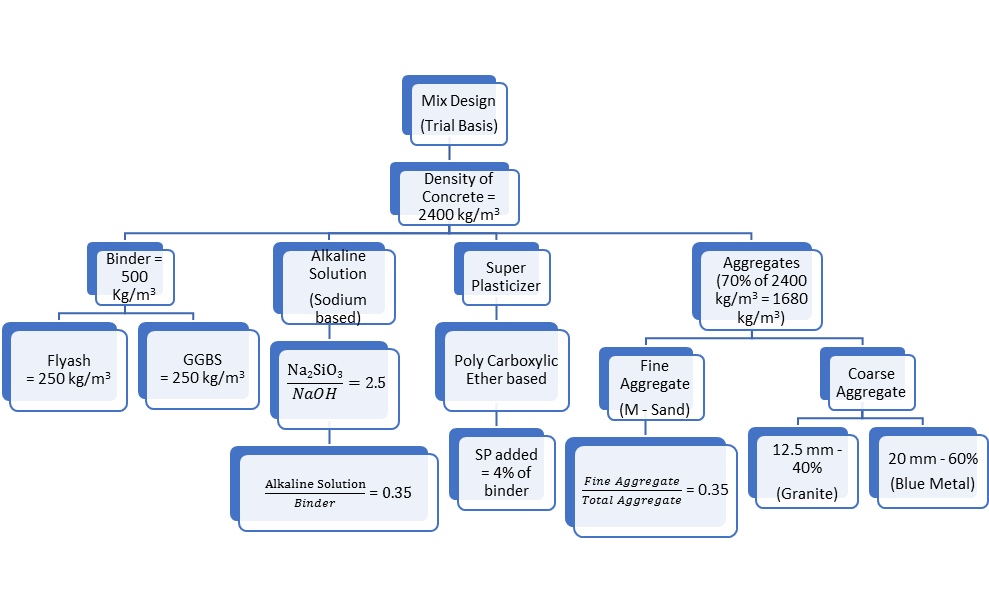 Mix Design
(Trial Basis)
Density of
Concrete =
2400 kg/m³
Binder =
500
Kg/m³
Alkaline
Solution
(Sodium
based)
Super
Plasticizer
Aggregates
(70% of 2400
kg/m³ = 1680
kg/m³)
Flyash
= 250 kg/m³
GGBS
= 250 kg/m³
Na₂SiO₃
NaOH
= 2.5
Poly Carboxylic
Ether based
Fine
Aggregate
(M - Sand)
Coarse
Aggregate
Alkaline Solution
Binder
= 0.35
SP added
= 4% of
binder
Fine Aggregate
Total Aggregate
= 0.35
12.5 mm -
40%
(Granite)
20 mm - 60%
(Blue Metal)